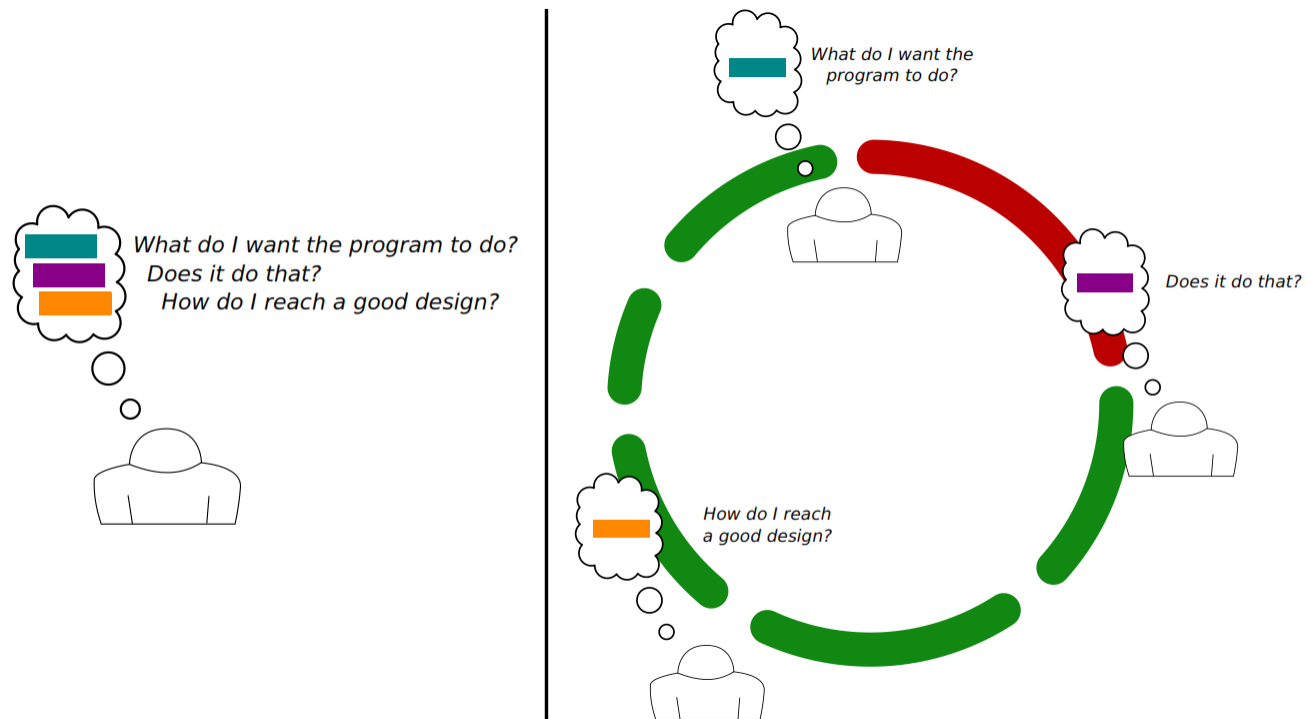 What do I want the program to do?
Does it do that?
How do I reach a good design?
What do I want the
program to do?
Does it do that?
How do I reach
a good design?